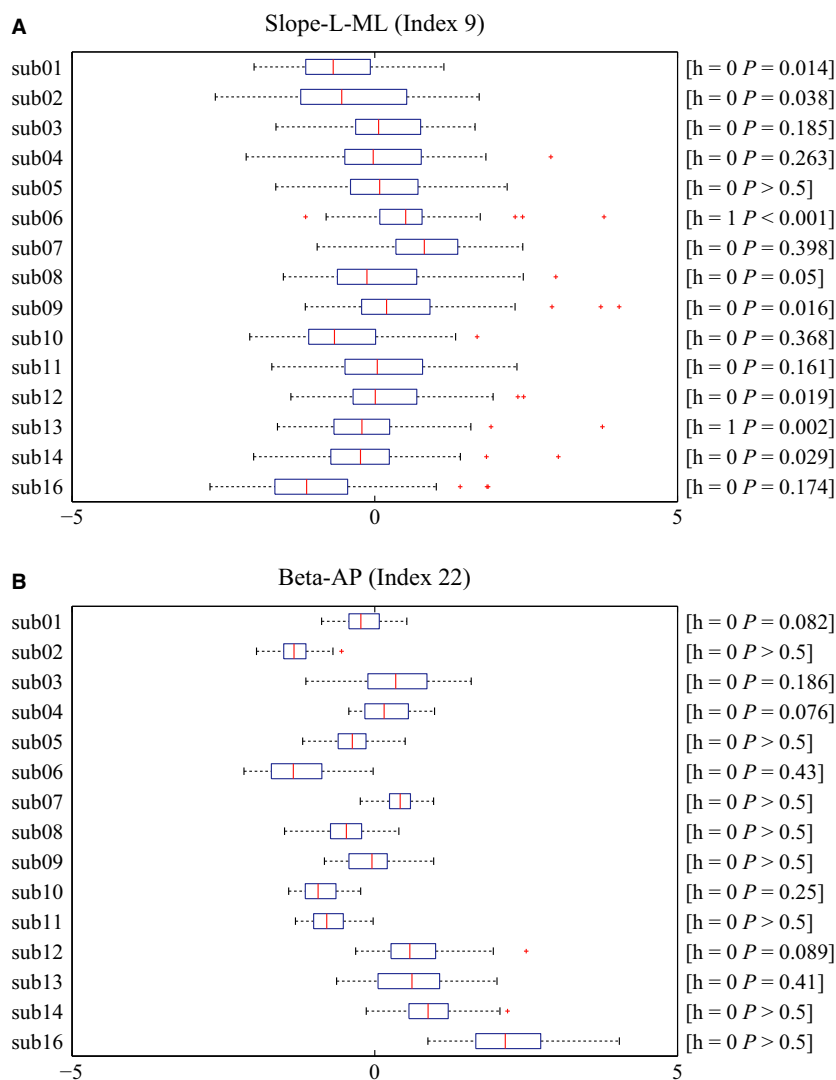 A
Slope-L-ML (Index 9)
sub01 [h = 0 P = 0.014]
sub02 [h = 0 P = 0.038]
sub03 [h = 0 P = 0.185]
sub04 [h = 0 P = 0.263]
sub05 [h = 0 P > 0.5]
sub06 [h = 1 P < 0.001]
sub07 [h = 0 P = 0.398]
sub08 [h = 0 P = 0.05]
sub09 [h = 0 P = 0.016]
sub10 [h = 0 P = 0.368]
sub11 [h = 0 P = 0.161]
sub12 [h = 0 P = 0.019]
sub13 [h = 1 P = 0.002]
sub14 [h = 0 P = 0.029]
sub16 [h = 0 P = 0.174]
−5 0 5
B
Beta-AP (Index 22)
sub01 [h = 0 P = 0.082]
sub02 [h = 0 P > 0.5]
sub03 [h = 0 P = 0.186]
sub04 [h = 0 P = 0.076]
sub05 [h = 0 P > 0.5]
sub06 [h = 0 P = 0.43]
sub07 [h = 0 P > 0.5]
sub08 [h = 0 P > 0.5]
sub09 [h = 0 P > 0.5]
sub10 [h = 0 P = 0.25]
sub11 [h = 0 P > 0.5]
sub12 [h = 0 P = 0.089]
sub13 [h = 0 P = 0.41]
sub14 [h = 0 P > 0.5]
sub16 [h = 0 P > 0.5]
−5 0 5